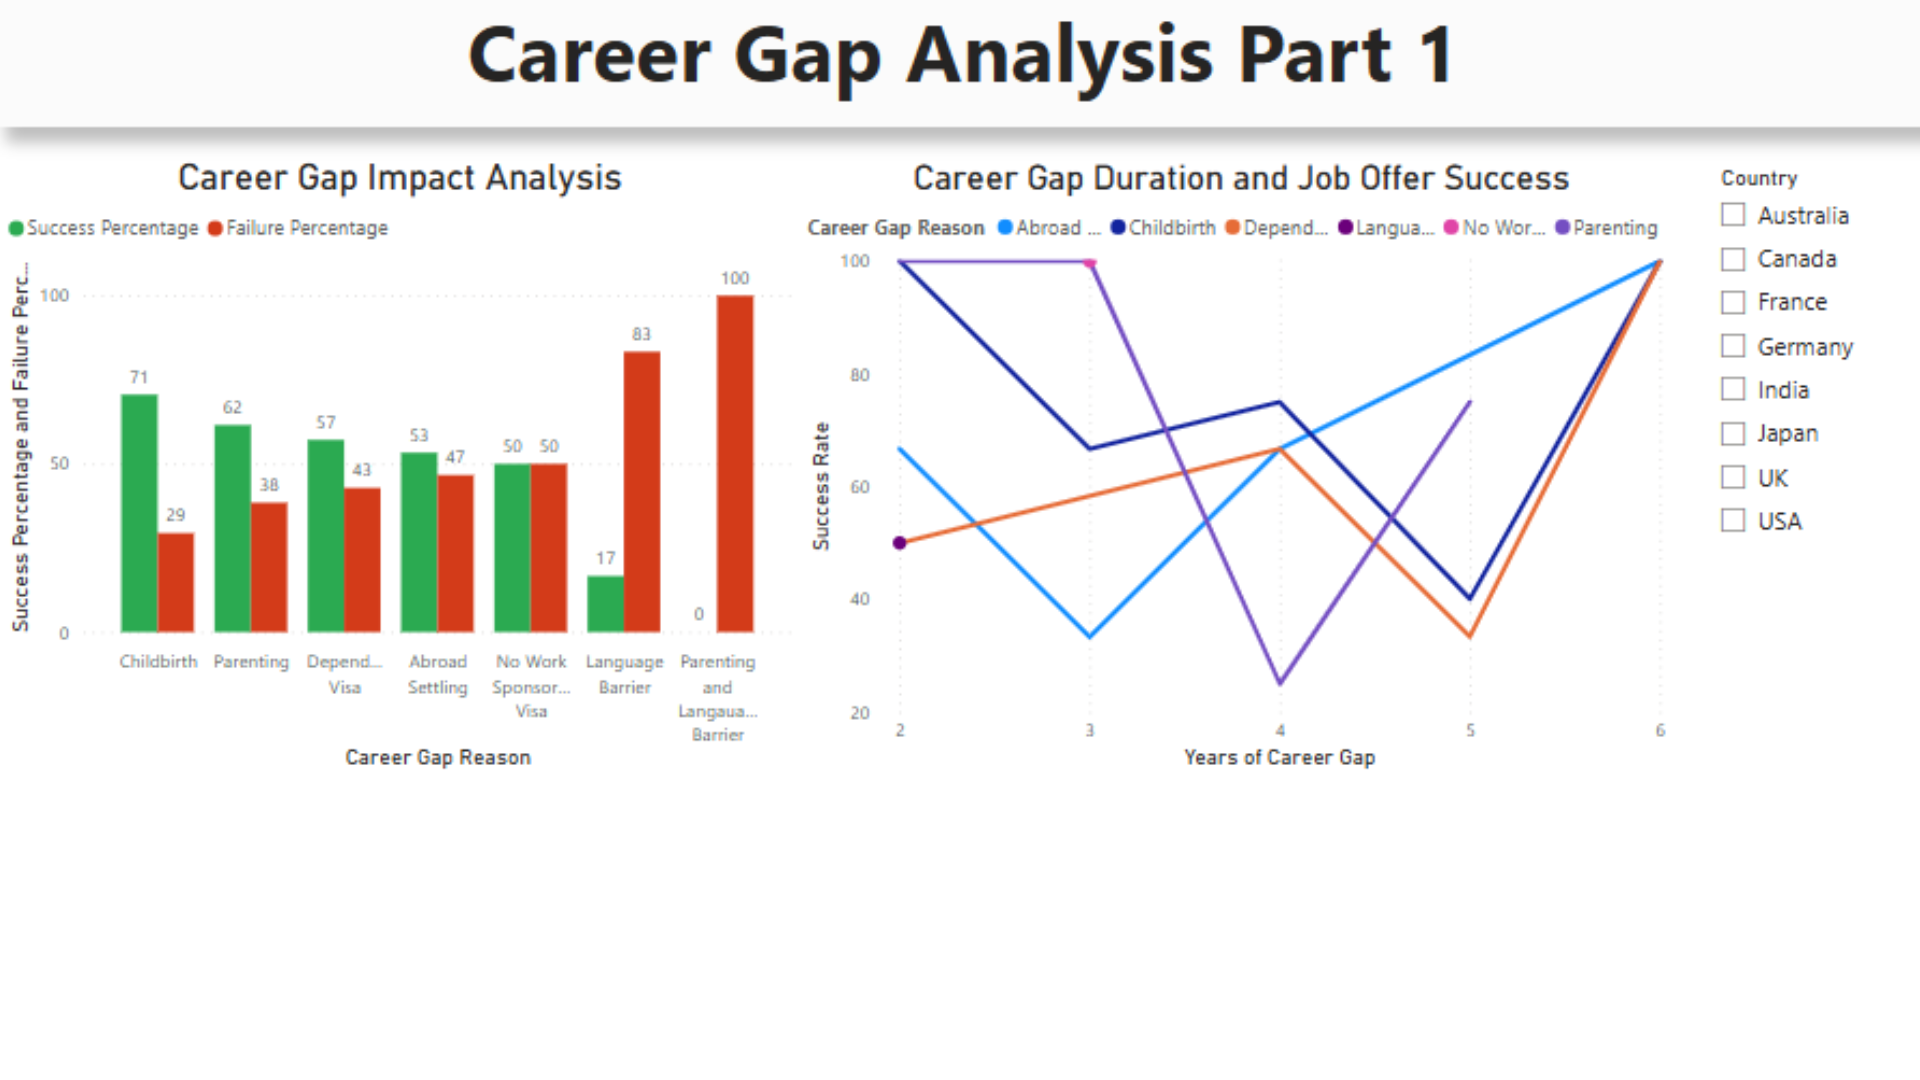 Career Gap Analysis Part 1
Career Gap Impact Analysis
Success Percentage Failure Percentage
Success Percentage and Failure Perc...
100
50
0
71
29
62
38
57
43
53
47
50
50
17
83
0
100
Childbirth
Parenting
Depend...
Visa
Abroad
Settling
No Work
Sponsor...
Visa
Language
Barrier
Parenting
and
Langaua...
Barrier
Career Gap Reason
Career Gap Duration and Job Offer Success
Career Gap Reason Abroad ... Childbirth Depend... Langua... No Wor... Parenting
Success Rate
100
80
60
40
20
2 3 4 5 6
Years of Career Gap
Country
Australia
Canada
France
Germany
India
Japan
UK
USA